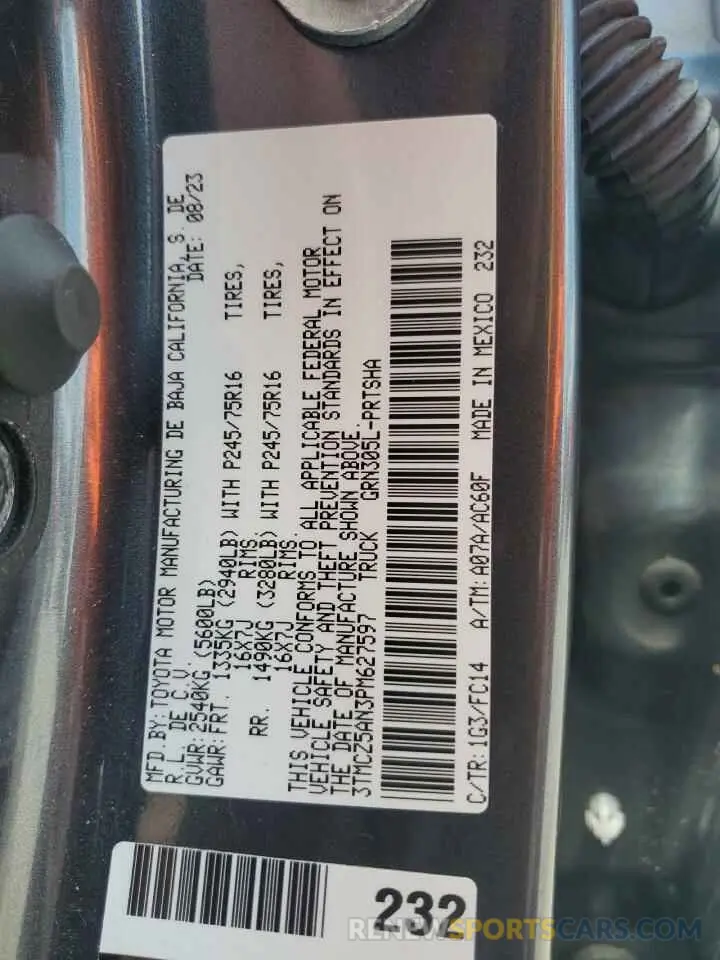 MFD.BY: TOYOTA MOTOR MANUFACTURING DE BAJA CALIFORNIA, S. DE
R.L. DE C.V. DATE: 08/23
GVWR: 2540KG (5600LB)
GAWR: FRT. 1335KG (2940LB) WITH P245/75R16 TIRES,
16X7J RIMS.
RR. 1490KG (3280LB) WITH P245/75R16 TIRES,
16X7J RIMS.
THIS VEHICLE CONFORMS TO ALL APPLICABLE FEDERAL MOTOR
VEHICLE SAFETY AND THEFT PREVENTION STANDARDS IN EFFECT ON
THE DATE OF MANUFACTURE SHOWN ABOVE.
3TMCZ5AN3PM627597 TRUCK GRN305L-PRTSHA
C/TR: 1G3/FC14 A/TM: A07A/AC60F MADE IN MEXICO 232
232
RENEWSPORTSCARS.COM